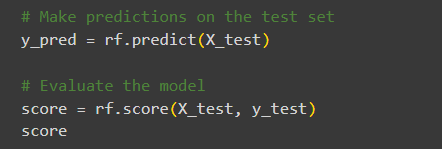 # Make predictions on the test set
y_pred = rf.predict(X_test)
# Evaluate the model
score = rf.score(X_test, y_test)
score